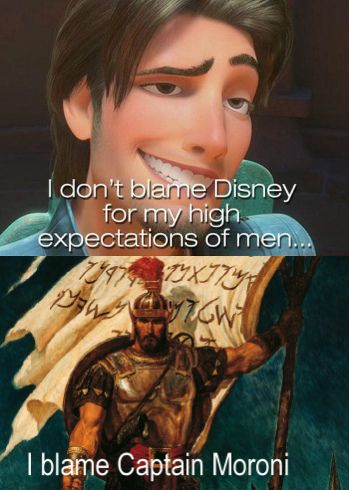 I don't blame Disney
for my high
expectations of men...
I blame Captain Moroni